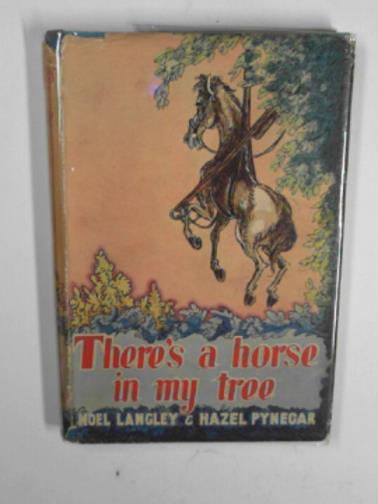 There's a horse
in my tree
NOEL LANGLEY & HAZEL PYNEGAR